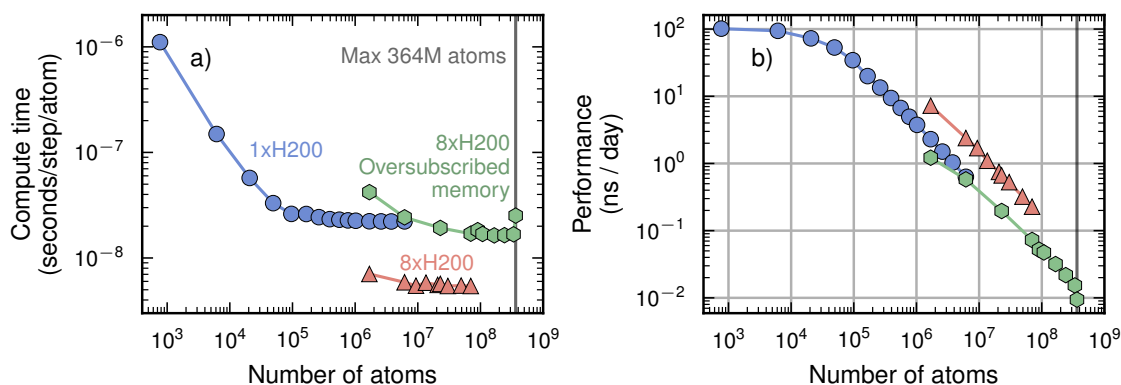 a)
Max 364M atoms
1xH200
8xH200
Oversubscribed
memory
8xH200
10⁻⁶
10⁻⁷
10⁻⁸
Compute time
(seconds/step/atom)
10³ 10⁴ 10⁵ 10⁶ 10⁷ 10⁸ 10⁹
Number of atoms
b)
10²
10¹
10⁰
10⁻¹
10⁻²
Performance
(ns / day)
10³ 10⁴ 10⁵ 10⁶ 10⁷ 10⁸ 10⁹
Number of atoms